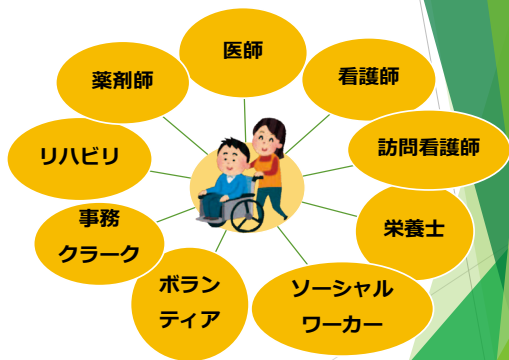 医師
看護師
訪問看護師
栄養士
ソーシャル
ワーカー
ボラン
ティア
事務
クラーク
リハビリ
薬剤師